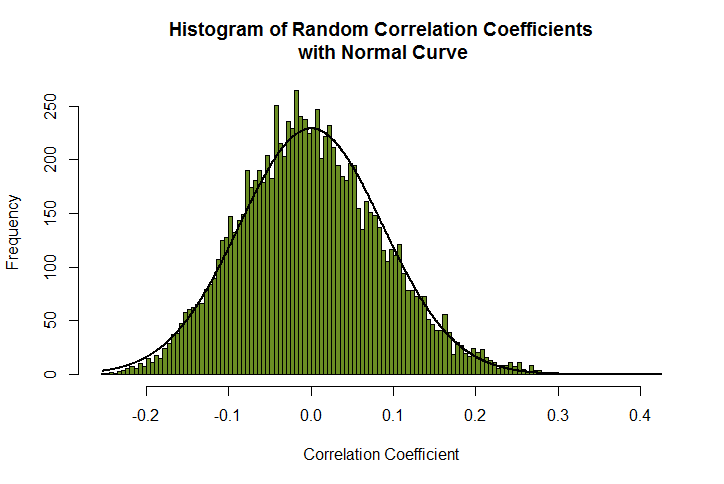 Histogram of Random Correlation Coefficients
with Normal Curve
250
200
150
100
50
0
Frequency
-0.2 -0.1 0.0 0.1 0.2 0.3 0.4
Correlation Coefficient